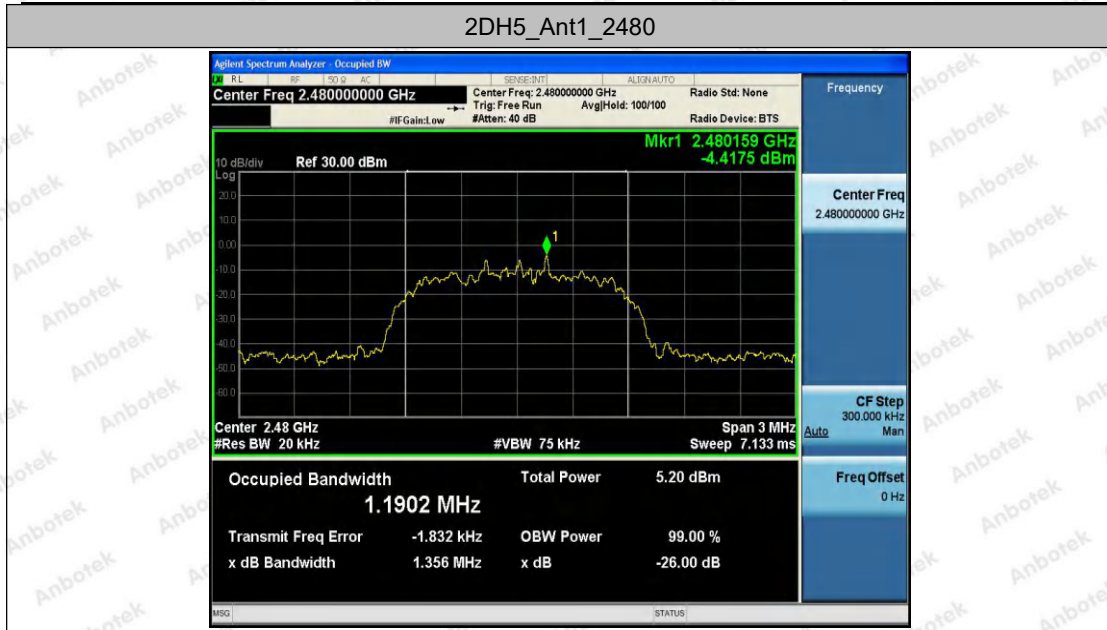 2DH5_Ant1_2480
Agilent Spectrum Analyzer - Occupied BW
RL RF 50 Ω AC SENSE:INT ALIGN AUTO
Center Freq 2.480000000 GHz
Center Freq: 2.480000000 GHz Radio Std: None
Trig: Free Run Avg|Hold: 100/100
#IFGain:Low #Atten: 40 dB Radio Device: BTS
Mkr1 2.480159 GHz
-4.4175 dBm
10 dB/div Ref 30.00 dBm
Log
20.0
10.0
0.00
-10.0
-20.0
-30.0
-40.0
-50.0
-60.0
1
Center 2.48 GHz Span 3 MHz
#Res BW 20 kHz #VBW 75 kHz Sweep 7.133 ms
Occupied Bandwidth Total Power 5.20 dBm
1.1902 MHz
Transmit Freq Error -1.832 kHz OBW Power 99.00 %
x dB Bandwidth 1.356 MHz x dB -26.00 dB
MSG STATUS
Frequency
Center Freq
2.480000000 GHz
CF Step
300.000 kHz
Auto Man
Freq Offset
0 Hz
Anbotek